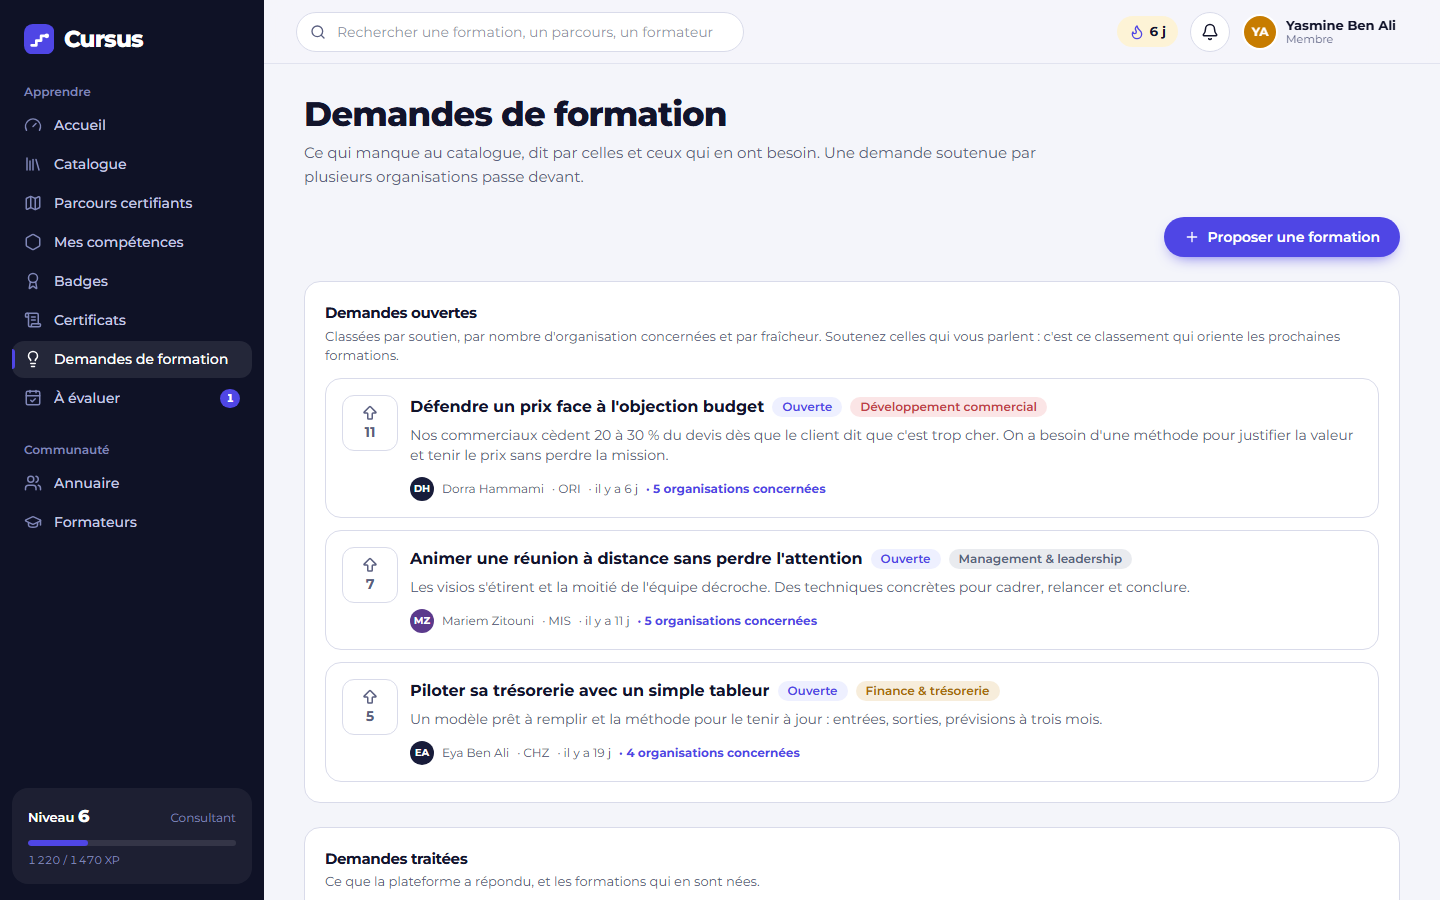 Cursus
Apprendre
Accueil
Catalogue
Parcours certifiants
Mes compétences
Badges
Certificats
Demandes de formation
À évaluer
1
Communauté
Annuaire
Formateurs
Niveau 6
Consultant
1 220 / 1 470 XP
Rechercher une formation, un parcours, un formateur
6 j
YA
Yasmine Ben Ali
Membre
Demandes de formation
Ce qui manque au catalogue, dit par celles et ceux qui en ont besoin. Une demande soutenue par
plusieurs organisations passe devant.
Proposer une formation
Demandes ouvertes
Classées par soutien, par nombre d'organisation concernées et par fraîcheur. Soutenez celles qui vous parlent : c'est ce classement qui oriente les prochaines
formations.
11
Défendre un prix face à l'objection budget
Ouverte
Développement commercial
Nos commerciaux cèdent 20 à 30 % du devis dès que le client dit que c'est trop cher. On a besoin d'une méthode pour justifier la valeur
et tenir le prix sans perdre la mission.
DH
Dorra Hammami · ORI · il y a 6 j · 5 organisations concernées
7
Animer une réunion à distance sans perdre l'attention
Ouverte
Management & leadership
Les visios s'étirent et la moitié de l'équipe décroche. Des techniques concrètes pour cadrer, relancer et conclure.
MZ
Mariem Zitouni · MIS · il y a 11 j · 5 organisations concernées
5
Piloter sa trésorerie avec un simple tableur
Ouverte
Finance & trésorerie
Un modèle prêt à remplir et la méthode pour le tenir à jour : entrées, sorties, prévisions à trois mois.
EA
Eya Ben Ali · CHZ · il y a 19 j · 4 organisations concernées
Demandes traitées
Ce que la plateforme a répondu, et les formations qui en sont nées.